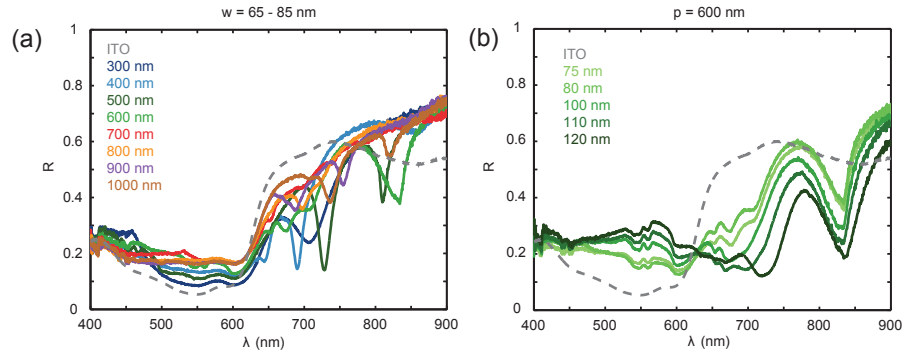 w = 65 - 85 nm
(a)
ITO
300 nm
400 nm
500 nm
600 nm
700 nm
800 nm
900 nm
1000 nm
1
0.8
0.6
0.4
0.2
0
R
400 500 600 700 800 900
λ (nm)
p = 600 nm
(b)
ITO
75 nm
80 nm
100 nm
110 nm
120 nm
1
0.8
0.6
0.4
0.2
0
R
400 500 600 700 800 900
λ (nm)